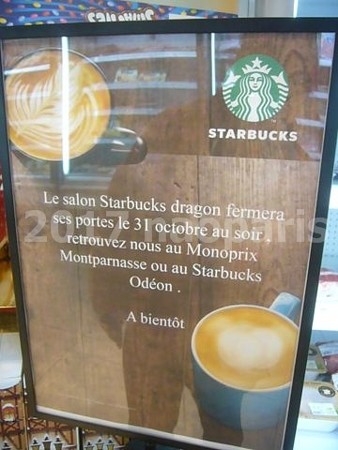 STARBUCKS
Le salon Starbucks dragon fermera
ses portes le 31 octobre au soir ,
retrouvez nous au Monoprix
Montparnasse ou au Starbucks
Odéon .
A bientôt